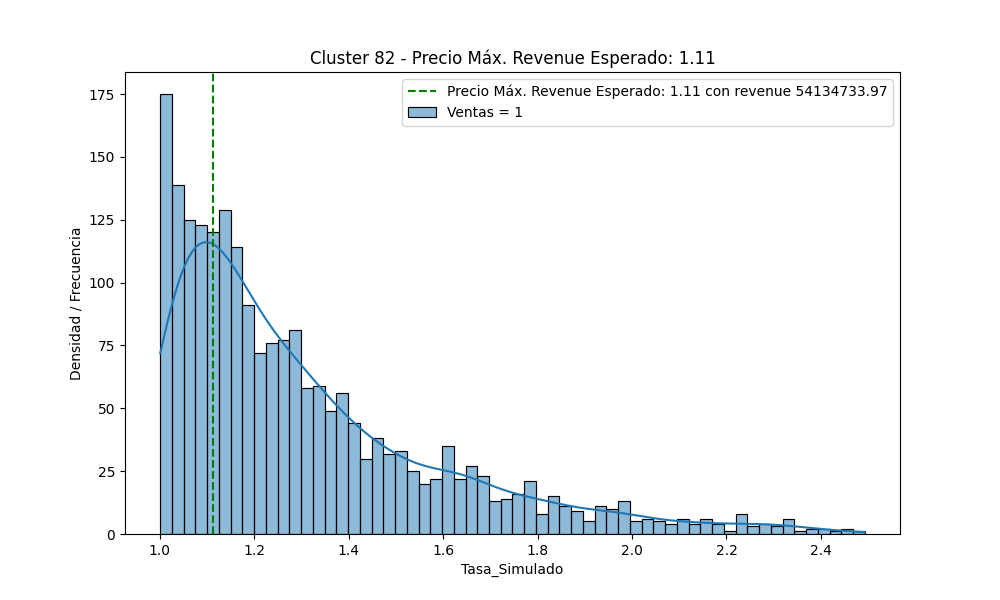 Cluster 82 - Precio Máx. Revenue Esperado: 1.11
Precio Máx. Revenue Esperado: 1.11 con revenue 54134733.97
Ventas = 1
Densidad / Frecuencia
175
150
125
100
75
50
25
0
1.0 1.2 1.4 1.6 1.8 2.0 2.2 2.4
Tasa_Simulado